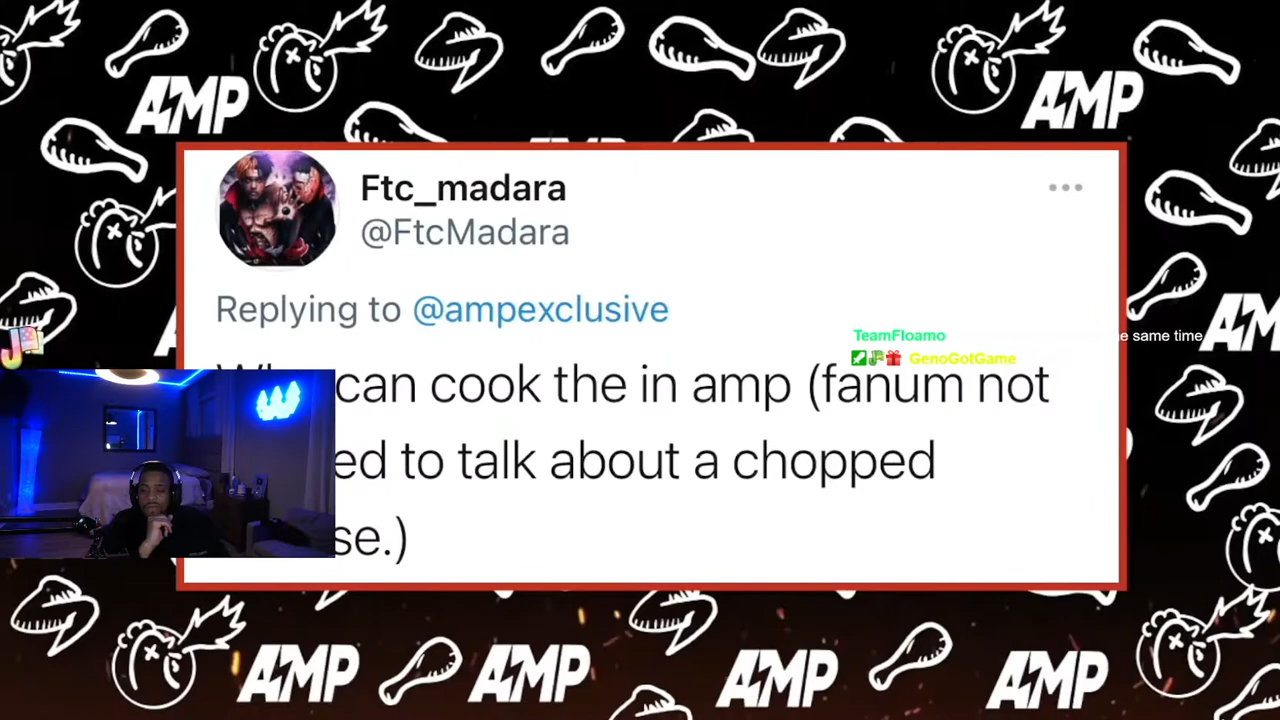 AMP
AMP
Ftc_madara
@FtcMadara
Replying to @ampexclusive
TeamFloamo
e same time
GenoGotGame
can cook the in amp (fanum not
ed to talk about a chopped
se.)
AMP
AMP
AMP
AMP
AMP